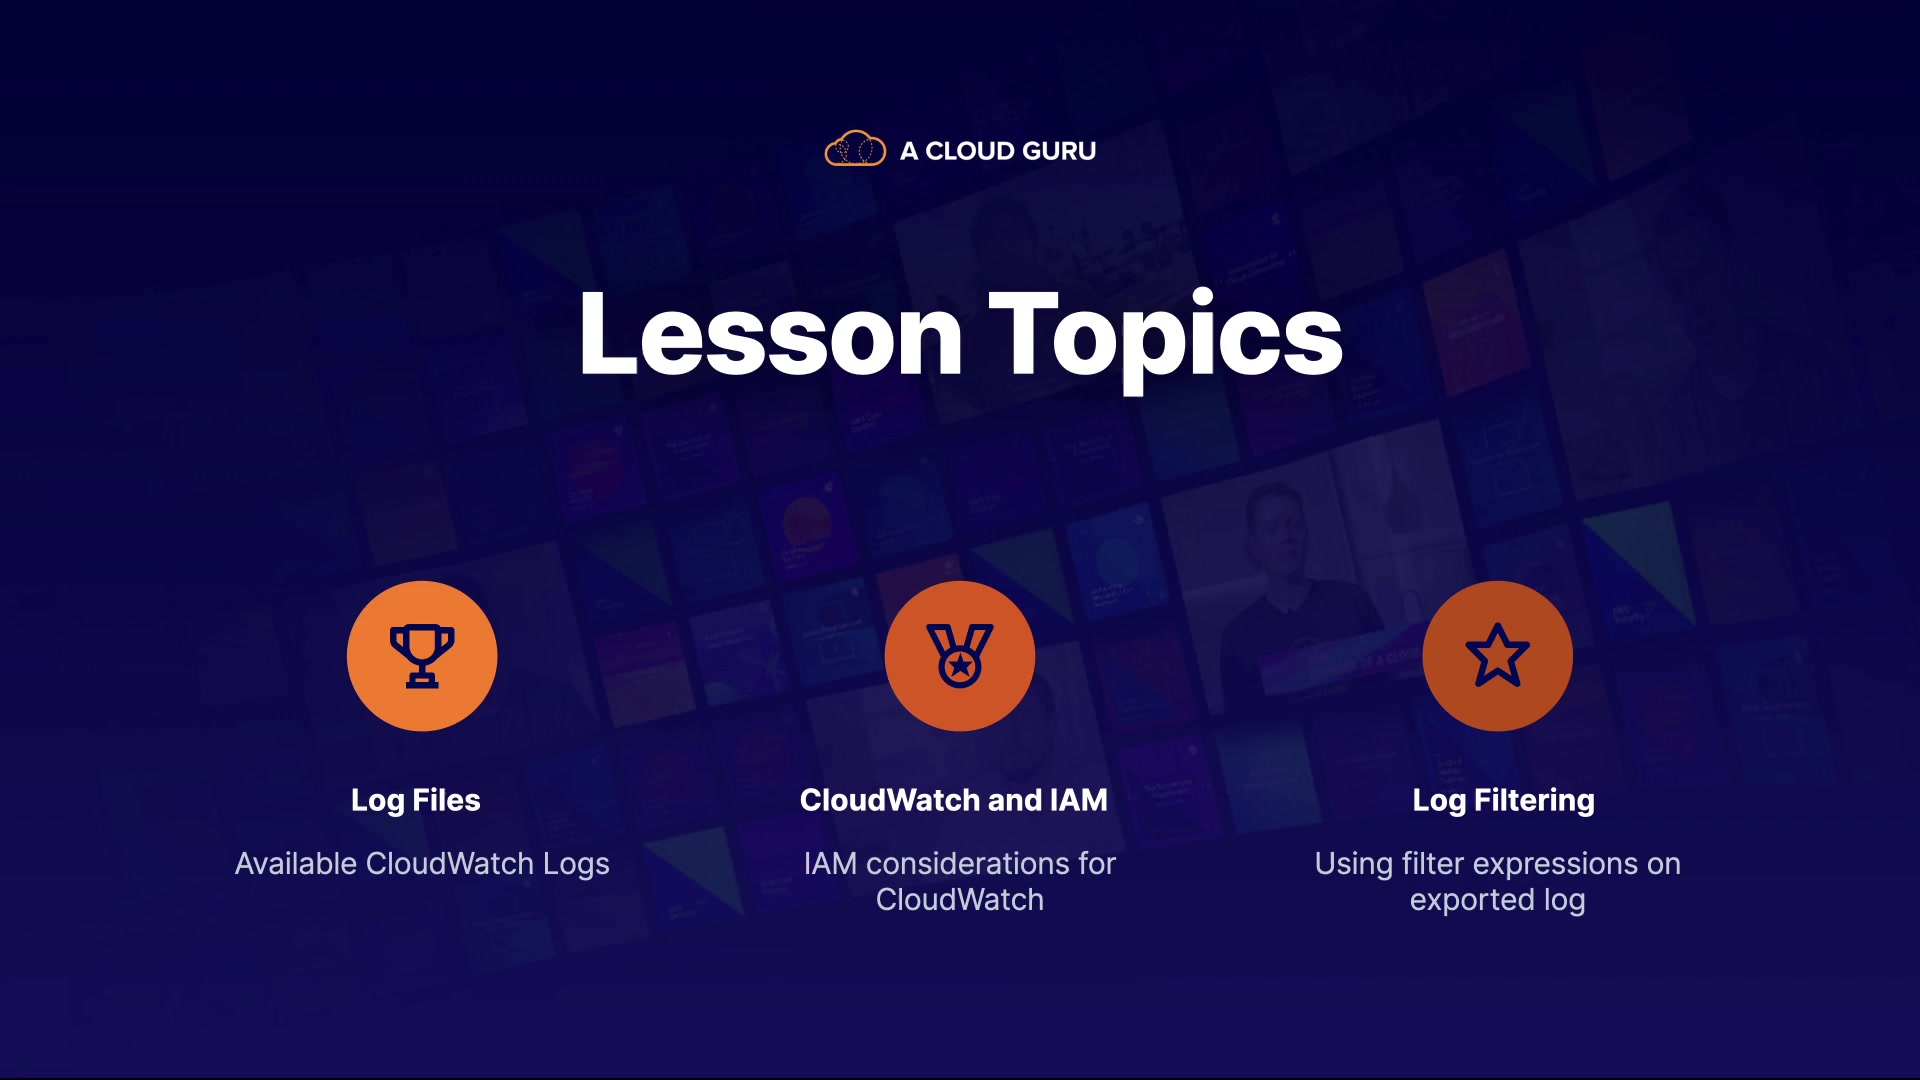 A CLOUD GURU
Lesson Topics
Log Files
Available CloudWatch Logs
CloudWatch and IAM
IAM considerations for
CloudWatch
Log Filtering
Using filter expressions on
exported log